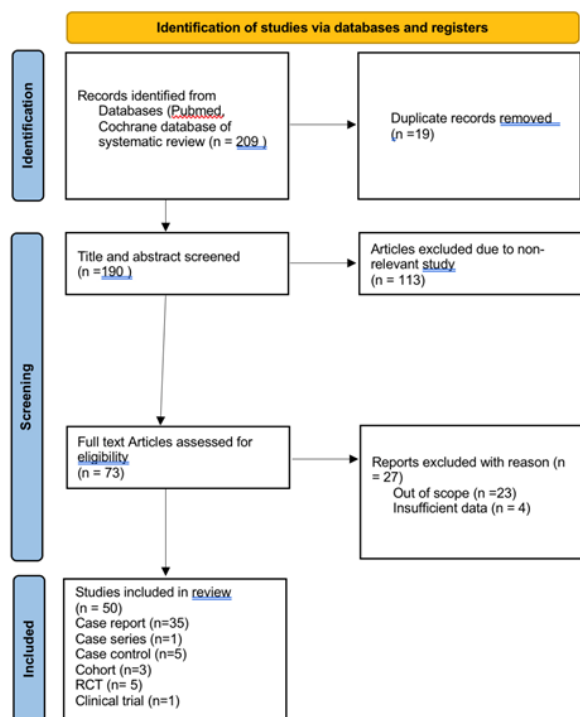 Identification of studies via databases and registers
Identification
Records identified from
Databases (Pubmed,
Cochrane database of
systematic review (n = 209 )
Duplicate records removed
(n =19)
Screening
Title and abstract screened
(n =190 )
Articles excluded due to non-
relevant study
(n = 113)
Full text Articles assessed for
eligibility
(n = 73)
Reports excluded with reason (n
= 27)
Out of scope (n =23)
Insufficient data (n = 4)
Included
Studies included in review
(n = 50)
Case report (n=35)
Case series (n=1)
Case control (n=5)
Cohort (n=3)
RCT (n= 5)
Clinical trial (n=1)